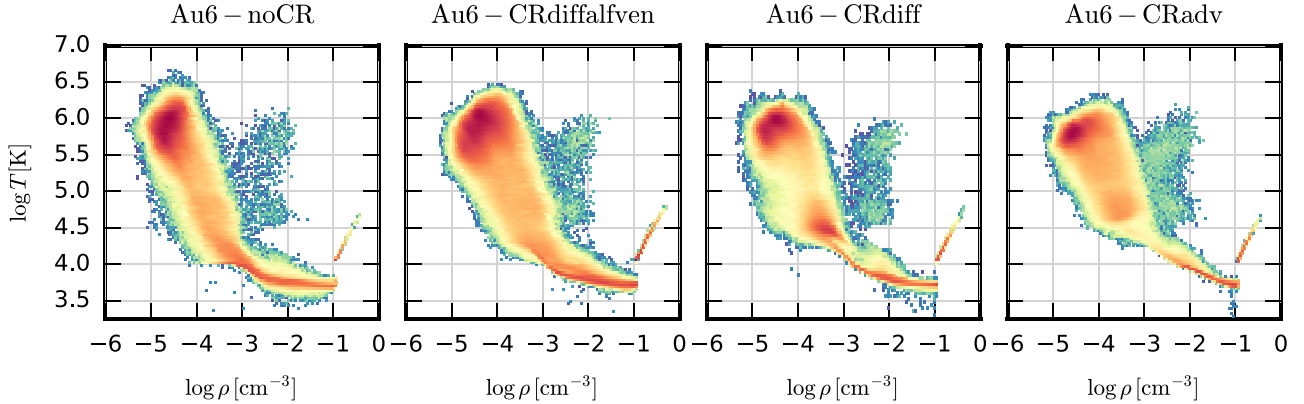 Au6 − noCR
Au6 − CRdiffalfven
Au6 − CRdiff
Au6 − CRadv
log T [K]
7.0
6.5
6.0
5.5
5.0
4.5
4.0
3.5
−6 −5 −4 −3 −2 −1 0
−6 −5 −4 −3 −2 −1 0
−6 −5 −4 −3 −2 −1 0
−6 −5 −4 −3 −2 −1 0
log ρ [cm⁻³]
log ρ [cm⁻³]
log ρ [cm⁻³]
log ρ [cm⁻³]